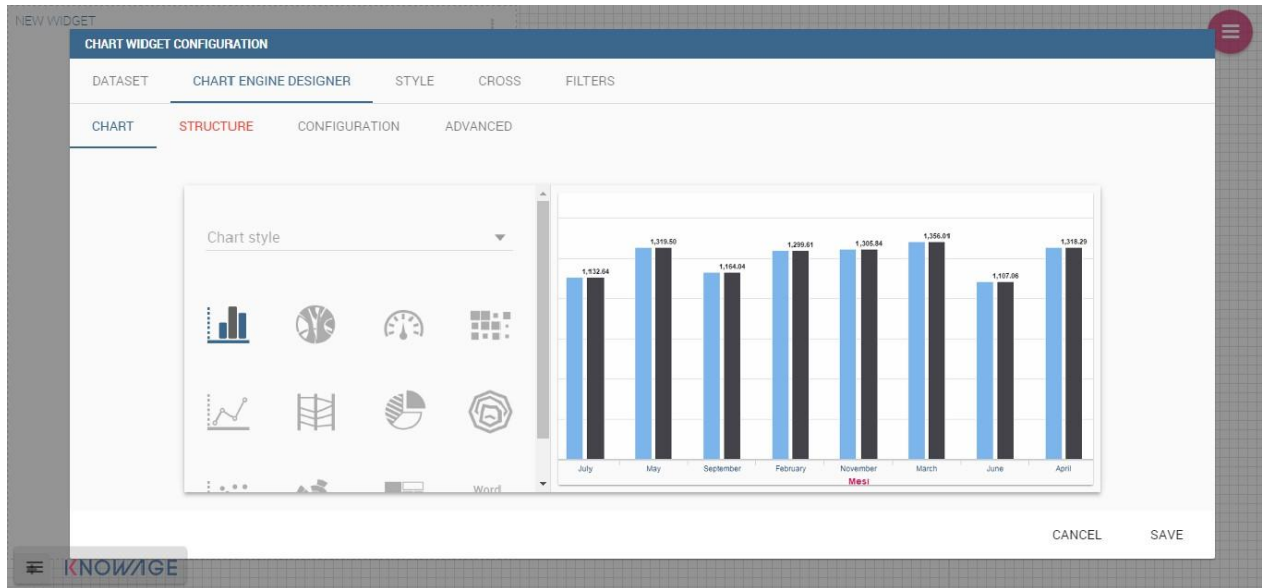 NEW WIDGET
CHART WIDGET CONFIGURATION
DATASET CHART ENGINE DESIGNER STYLE CROSS FILTERS
CHART STRUCTURE CONFIGURATION ADVANCED
Chart style
Word
1,132.64 1,319.50 1,164.04 1,299.61 1,305.84 1,356.01 1,107.06 1,318.29
July May September February November March June April
Mesi
CANCEL SAVE
KNOWAGE